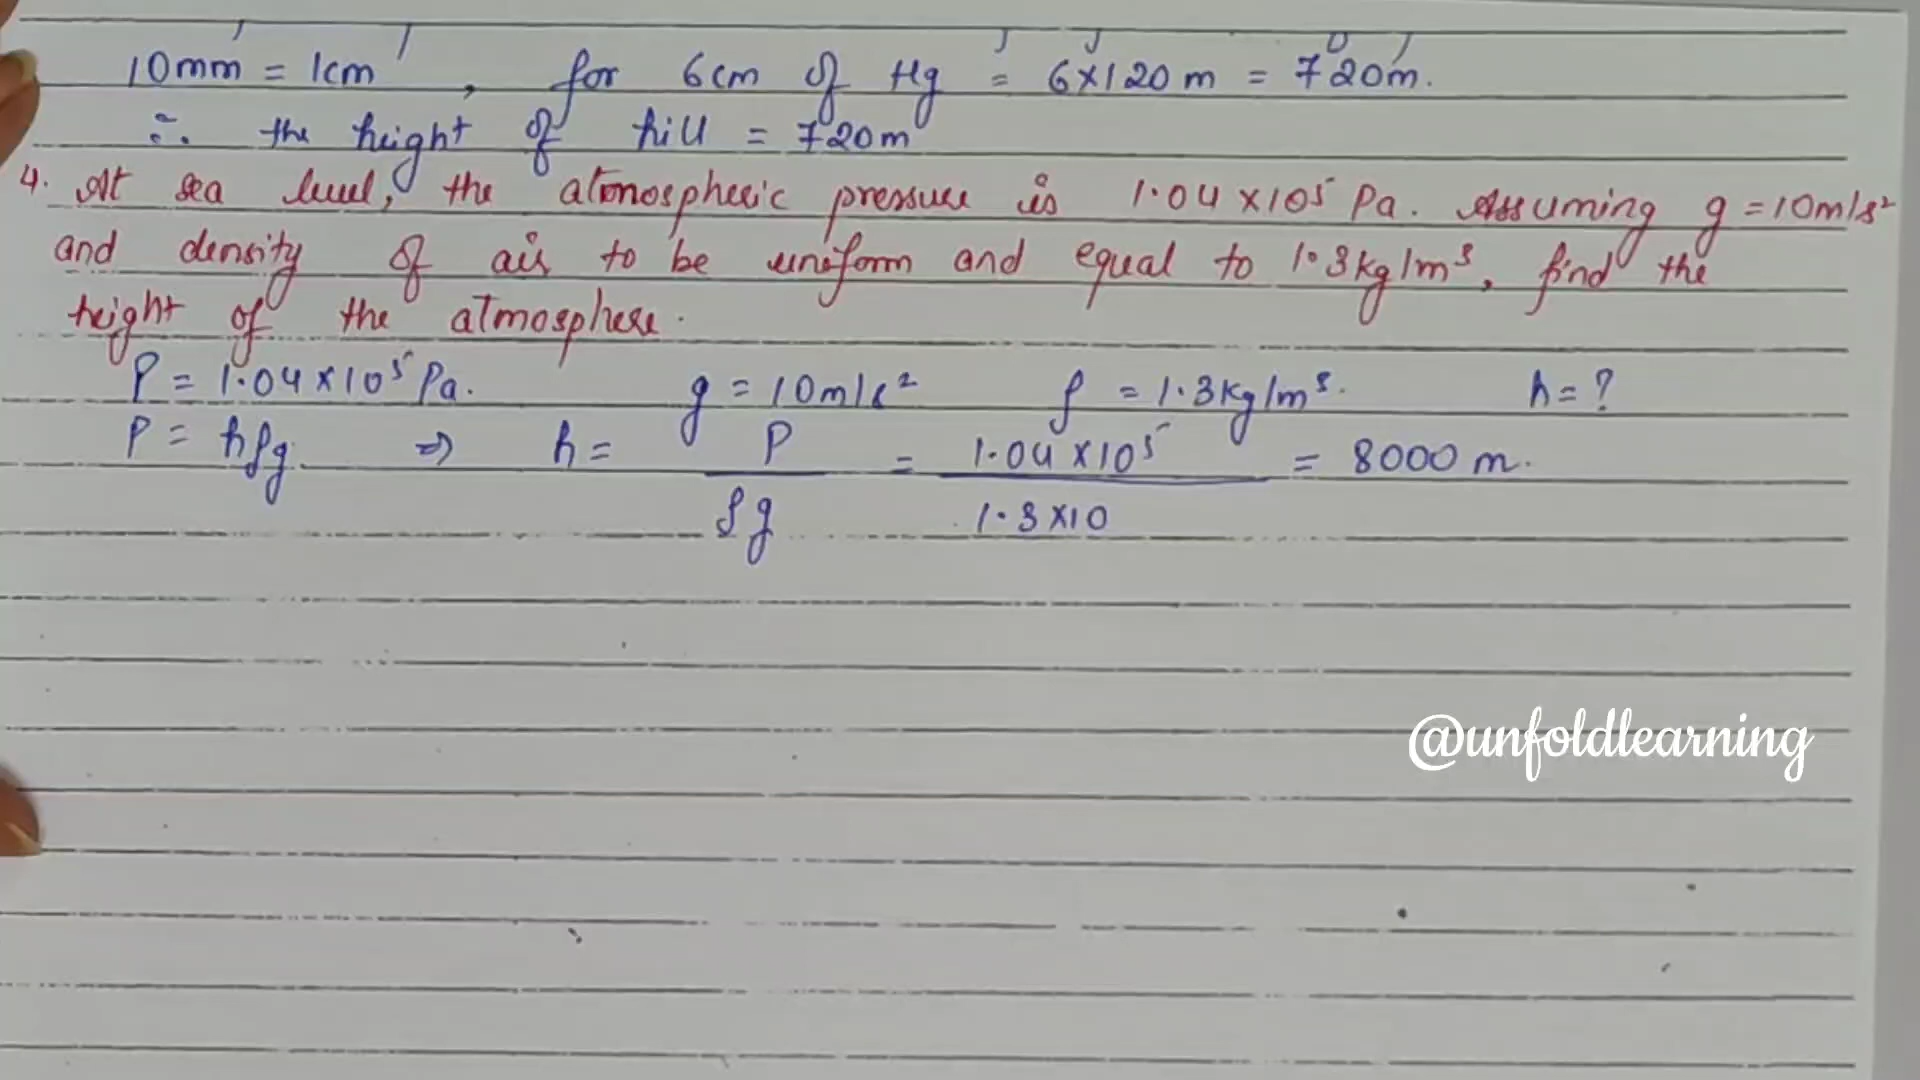 10mm = 1cm , for 6cm of Hg = 6×120 m = 720m.
∴ the height of hill = 720m
4. At sea level, the atmospheric pressure is 1.04 ×10⁵ Pa. Assuming g = 10m/s²
and density of air to be uniform and equal to 1.3kg/m³, find the
height of the atmosphere.
P = 1.04×10⁵ Pa. g = 10m/s² ρ = 1.3kg/m³. h = ?
P = hρg. ⇒ h = P/ρg = 1.04×10⁵/1.3×10 = 8000 m.
@unfoldlearning